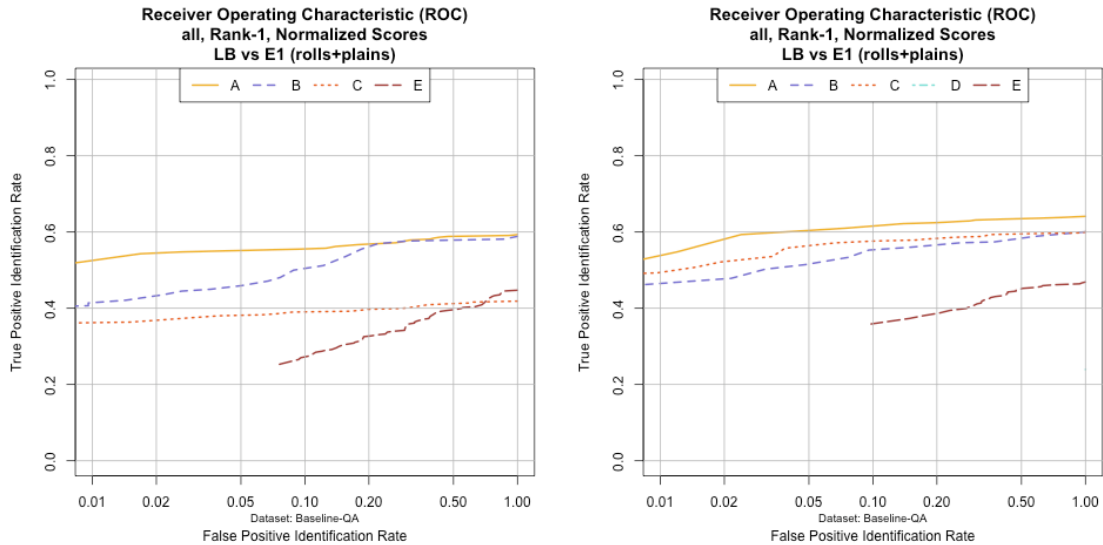 Receiver Operating Characteristic (ROC)
all, Rank-1, Normalized Scores
LB vs E1 (rolls+plains)
A B C E
True Positive Identification Rate
1.0
0.8
0.6
0.4
0.2
0.0
0.01 0.02 0.05 0.10 0.20 0.50 1.00
Dataset: Baseline-QA
False Positive Identification Rate
Receiver Operating Characteristic (ROC)
all, Rank-1, Normalized Scores
LB vs E1 (rolls+plains)
A B C D E
True Positive Identification Rate
1.0
0.8
0.6
0.4
0.2
0.0
0.01 0.02 0.05 0.10 0.20 0.50 1.00
Dataset: Baseline-QA
False Positive Identification Rate